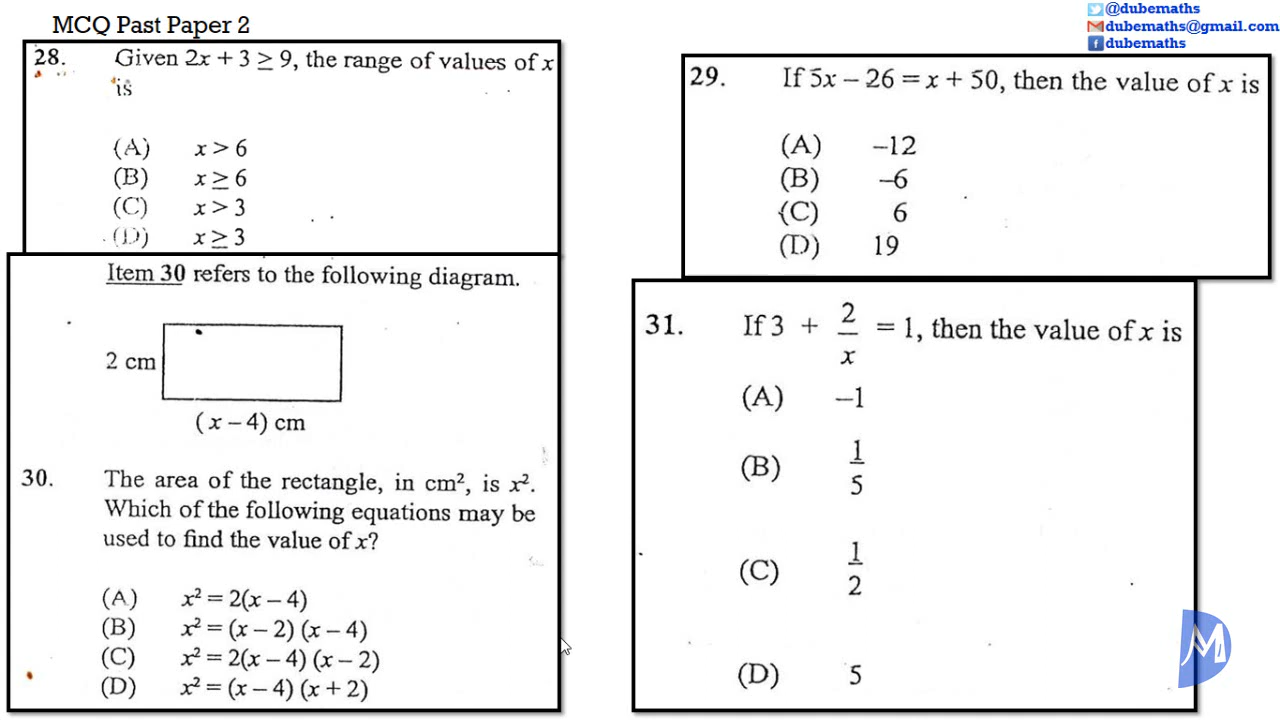 MCQ Past Paper 2
@dubemaths
dubemaths@gmail.com
dubemaths
28. Given 2x + 3 ≥ 9, the range of values of x
is
(A) x > 6
(B) x ≥ 6
(C) x > 3
(D) x ≥ 3
29. If 5x – 26 = x + 50, then the value of x is
(A) –12
(B) –6
(C) 6
(D) 19
Item 30 refers to the following diagram.
2 cm
(x – 4) cm
30. The area of the rectangle, in cm², is x².
Which of the following equations may be
used to find the value of x?
(A) x² = 2(x – 4)
(B) x² = (x – 2) (x – 4)
(C) x² = 2(x – 4) (x – 2)
(D) x² = (x – 4) (x + 2)
31. If 3 + 2/x = 1, then the value of x is
(A) –1
(B) 1/5
(C) 1/2
(D) 5
DM